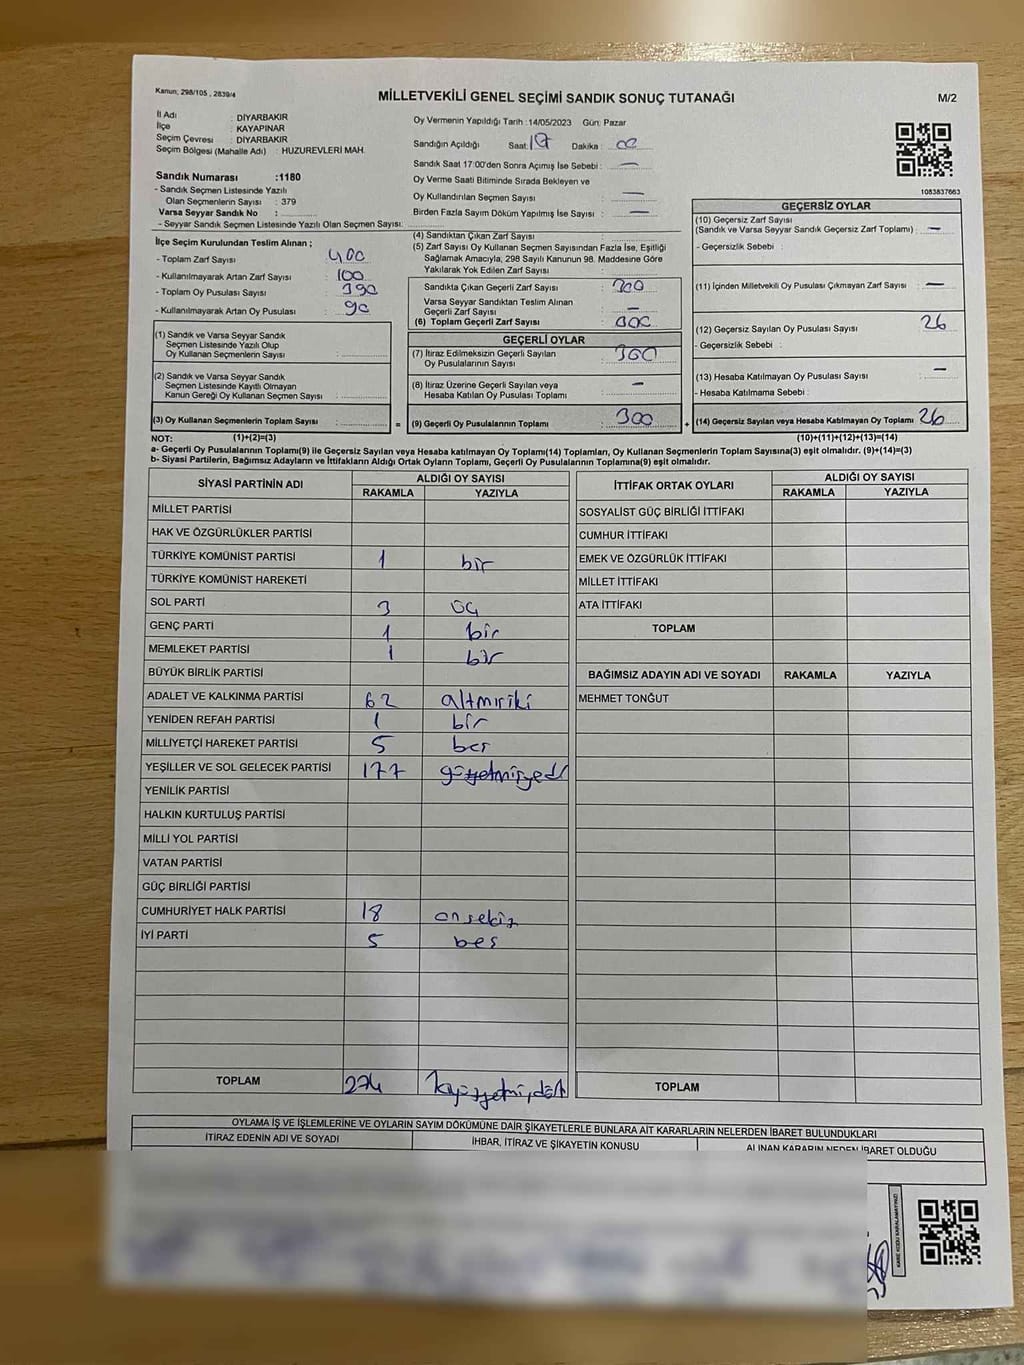 Kanun; 298/105 , 2839/4
MİLLETVEKİLİ GENEL SEÇİMİ SANDIK SONUÇ TUTANAĞI
M/2
İl Adı : DİYARBAKIR
İlçe : KAYAPINAR
Seçim Çevresi : DİYARBAKIR
Seçim Bölgesi (Mahalle Adı) : HUZUREVLERİ MAH.
Sandık Numarası :1180
- Sandık Seçmen Listesinde Yazılı
Olan Seçmenlerin Sayısı : 379
Varsa Seyyar Sandık No :
- Seyyar Sandık Seçmen Listesinde Yazılı Olan Seçmen Sayısı:
Oy Vermenin Yapıldığı Tarih :14/05/2023 Gün: Pazar
Sandığın Açıldığı Saat: 17 Dakika : 00
Sandık Saat 17:00'den Sonra Açımış İse Sebebi : —
Oy Verme Saati Bitiminde Sırada Bekleyen ve
Oy Kullandırılan Seçmen Sayısı : —
Birden Fazla Sayım Döküm Yapılmış İse Sayısı : —
1083837663
İlçe Seçim Kurulundan Teslim Alınan ;
- Toplam Zarf Sayısı : 400
- Kullanılmayarak Artan Zarf Sayısı : 100
- Toplam Oy Pusulası Sayısı : 390
- Kullanılmayarak Artan Oy Pusulası : 90
(4) Sandıktan Çıkan Zarf Sayısı :
(5) Zarf Sayısı Oy Kullanan Seçmen Sayısından Fazla İse, Eşitliği
Sağlamak Amacıyla, 298 Sayılı Kanunun 98. Maddesine Göre
Yakılarak Yok Edilen Zarf Sayısı :
Sandıkta Çıkan Geçerli Zarf Sayısı : 300
Varsa Seyyar Sandıktan Teslim Alınan
Geçerli Zarf Sayısı : —
(6) Toplam Geçerli Zarf Sayısı : 300
GEÇERSİZ OYLAR
(10) Geçersiz Zarf Sayısı
(Sandık ve Varsa Seyyar Sandık Geçersiz Zarf Toplamı) : —
- Geçersizlik Sebebi :
(11) İçinden Milletvekili Oy Pusulası Çıkmayan Zarf Sayısı : —
(12) Geçersiz Sayılan Oy Pusulası Sayısı : 26
- Geçersizlik Sebebi :
(13) Hesaba Katılmayan Oy Pusulası Sayısı : —
- Hesaba Katılmama Sebebi :
(14) Geçersiz Sayılan veya Hesaba Katılmayan Oy Toplamı : 26
(1) Sandık ve Varsa Seyyar Sandık
Seçmen Listesinde Yazılı Olup
Oy Kullanan Seçmenlerin Sayısı :
(2) Sandık ve Varsa Seyyar Sandık
Seçmen Listesinde Kayıtlı Olmayan
Kanun Gereği Oy Kullanan Seçmen Sayısı :
(3) Oy Kullanan Seçmenlerin Toplam Sayısı :
GEÇERLİ OYLAR
(7) İtiraz Edilmeksizin Geçerli Sayılan
Oy Pusulalarının Sayısı : 300
(8) İtiraz Üzerine Geçerli Sayılan veya
Hesaba Katılan Oy Pusulası Toplamı : —
= (9) Geçerli Oy Pusulalarının Toplamı : 300 +
NOT: (1)+(2)=(3)
(10)+(11)+(12)+(13)=(14)
a- Geçerli Oy Pusulalarının Toplamı(9) ile Geçersiz Sayılan veya Hesaba katılmayan Oy Toplamı(14) Toplamları, Oy Kullanan Seçmenlerin Toplam Sayısına(3) eşit olmalıdır. (9)+(14)=(3)
b- Siyasi Partilerin, Bağımsız Adayların ve İttifakların Aldığı Ortak Oyların Toplamı, Geçerli Oy Pusulalarının Toplamına(9) eşit olmalıdır.
SİYASİ PARTİNİN ADI ALDIĞI OY SAYISI
RAKAMLA YAZIYLA
MİLLET PARTİSİ
HAK VE ÖZGÜRLÜKLER PARTİSİ
TÜRKİYE KOMÜNİST PARTİSİ 1 bir
TÜRKİYE KOMÜNİST HAREKETİ
SOL PARTİ 3 üç
GENÇ PARTİ 1 bir
MEMLEKET PARTİSİ 1 bir
BÜYÜK BİRLİK PARTİSİ
ADALET VE KALKINMA PARTİSİ 62 altmıriki
YENİDEN REFAH PARTİSİ 1 bir
MİLLİYETÇİ HAREKET PARTİSİ 5 beş
YEŞİLLER VE SOL GELECEK PARTİSİ 177
YENİLİK PARTİSİ
HALKIN KURTULUŞ PARTİSİ
MİLLİ YOL PARTİSİ
VATAN PARTİSİ
GÜÇ BİRLİĞİ PARTİSİ
CUMHURİYET HALK PARTİSİ 18 onsekiz
İYİ PARTİ 5 beş
TOPLAM 274
İTTİFAK ORTAK OYLARI ALDIĞI OY SAYISI
RAKAMLA YAZIYLA
SOSYALİST GÜÇ BİRLİĞİ İTTİFAKI
CUMHUR İTTİFAKI
EMEK VE ÖZGÜRLÜK İTTİFAKI
MİLLET İTTİFAKI
ATA İTTİFAKI
TOPLAM
BAĞIMSIZ ADAYIN ADI VE SOYADI RAKAMLA YAZIYLA
MEHMET TONĞUT
TOPLAM
OYLAMA İŞ VE İŞLEMLERİNE VE OYLARIN SAYIM DÖKÜMÜNE DAİR ŞİKAYETLERLE BUNLARA AİT KARARLARIN NELERDEN İBARET BULUNDUKLARI
İTİRAZ EDENİN ADI VE SOYADI
İHBAR, İTİRAZ VE ŞİKAYETİN KONUSU
ALINAN KARARIN NEDEN İBARET OLDUĞU
KARE KODU KARALAMAYINIZ!